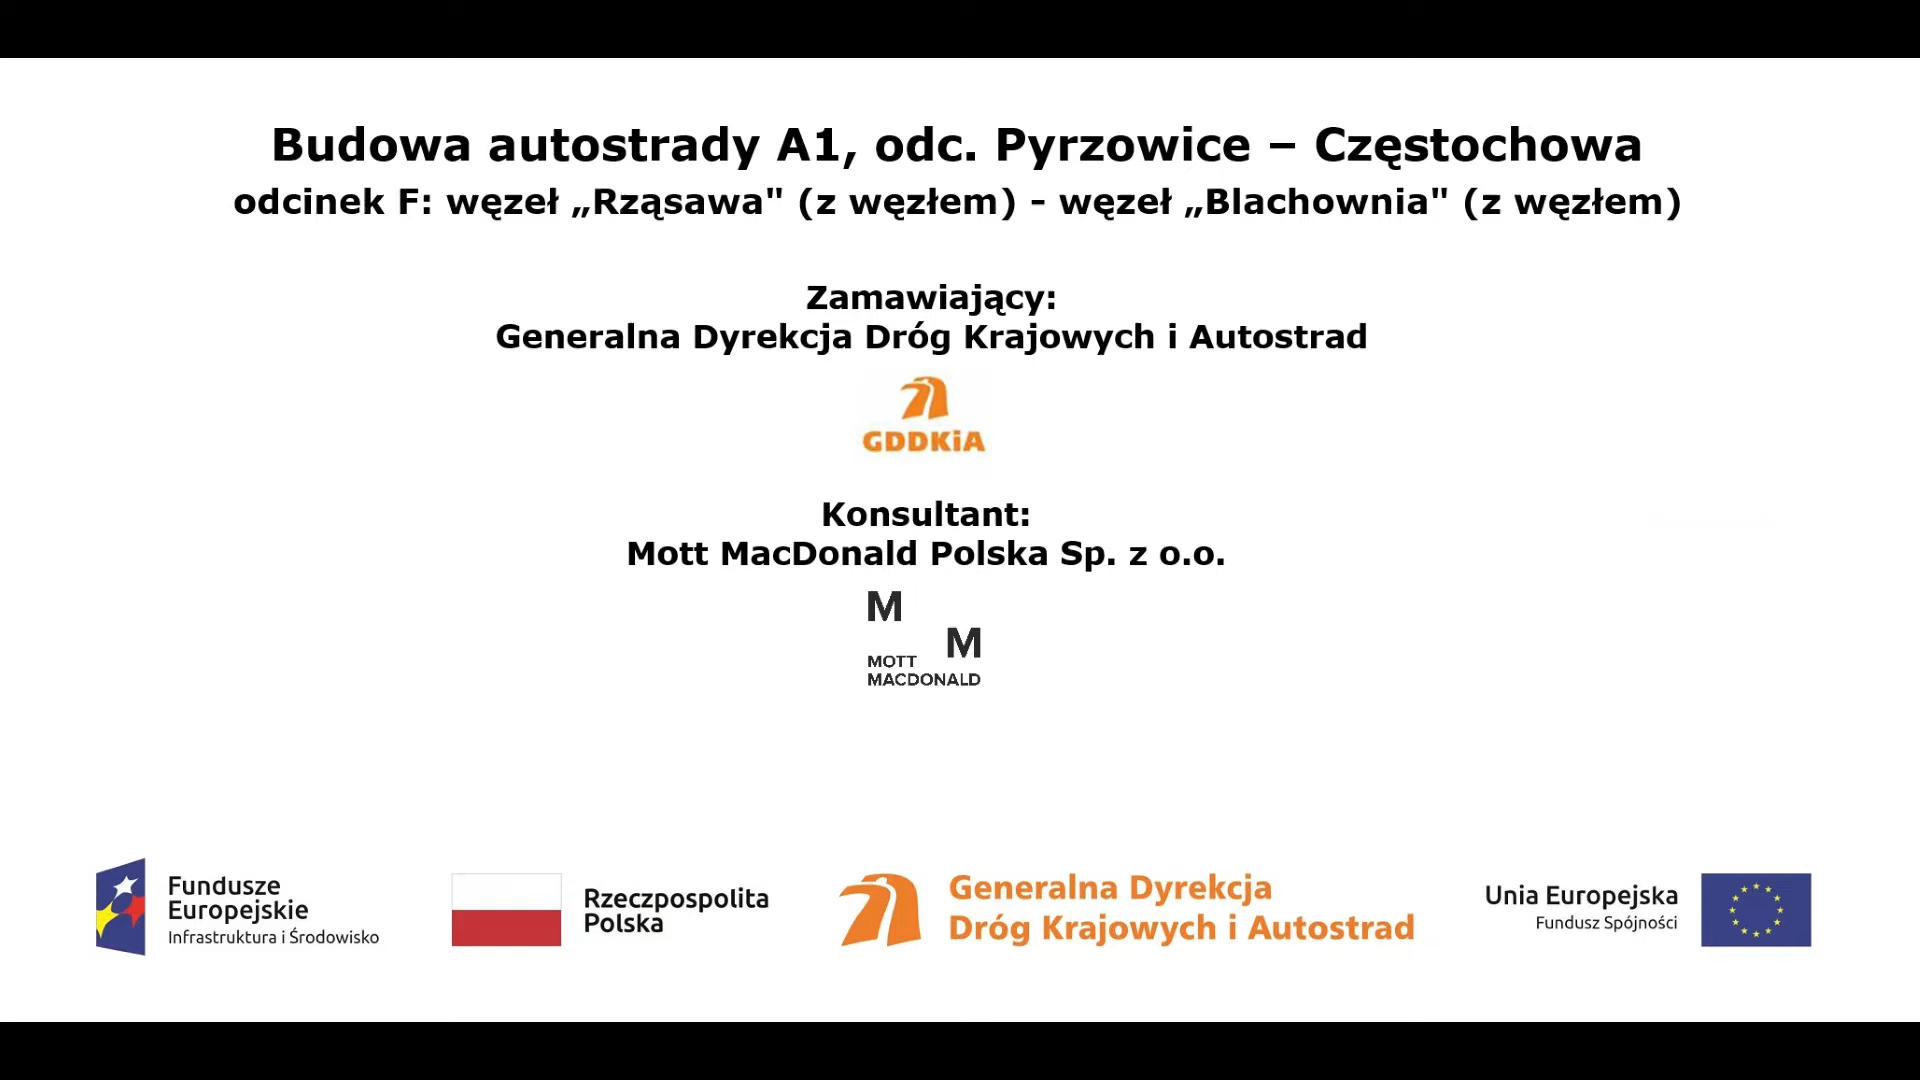 Budowa autostrady A1, odc. Pyrzowice – Częstochowa
odcinek F: węzeł „Rząsawa" (z węzłem) - węzeł „Blachownia" (z węzłem)
Zamawiający:
Generalna Dyrekcja Dróg Krajowych i Autostrad
GDDKiA
Konsultant:
Mott MacDonald Polska Sp. z o.o.
M
M
MOTT
MACDONALD
Fundusze
Europejskie
Infrastruktura i Środowisko
Rzeczpospolita
Polska
Generalna Dyrekcja
Dróg Krajowych i Autostrad
Unia Europejska
Fundusz Spójności